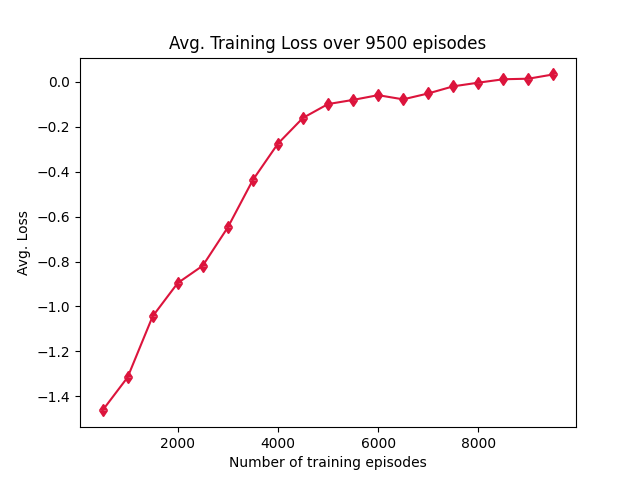 Avg. Training Loss over 9500 episodes
0.0
−0.2
−0.4
−0.6
−0.8
−1.0
−1.2
−1.4
Avg. Loss
2000 4000 6000 8000
Number of training episodes